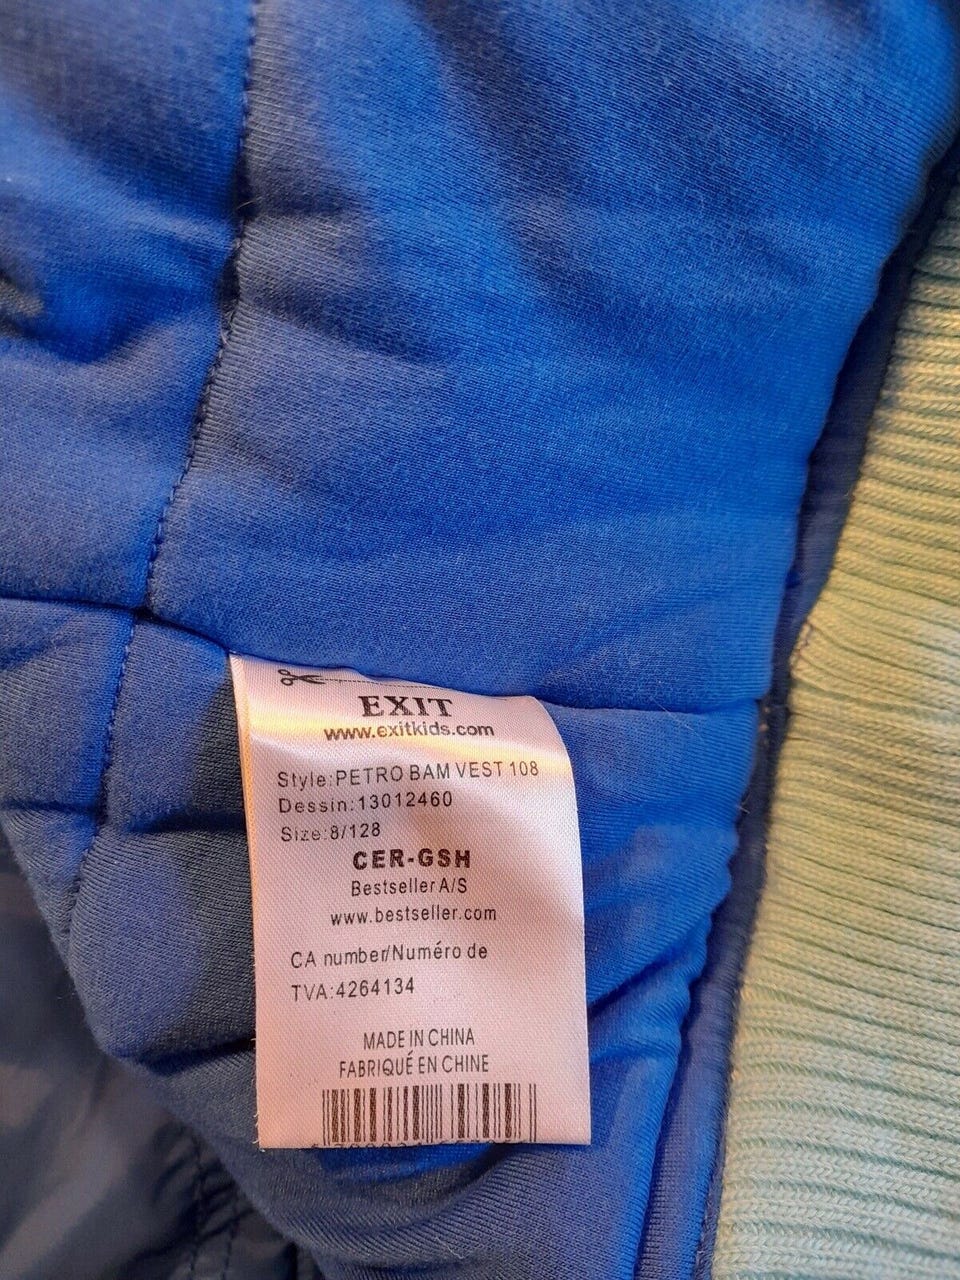 EXIT
www.exitkids.com
Style:PETRO BAM VEST 108
Dessin:13012460
Size:8/128
CER-GSH
Bestseller A/S
www.bestseller.com
CA number/Numéro de
TVA:4264134
MADE IN CHINA
FABRIQUÉ EN CHINE